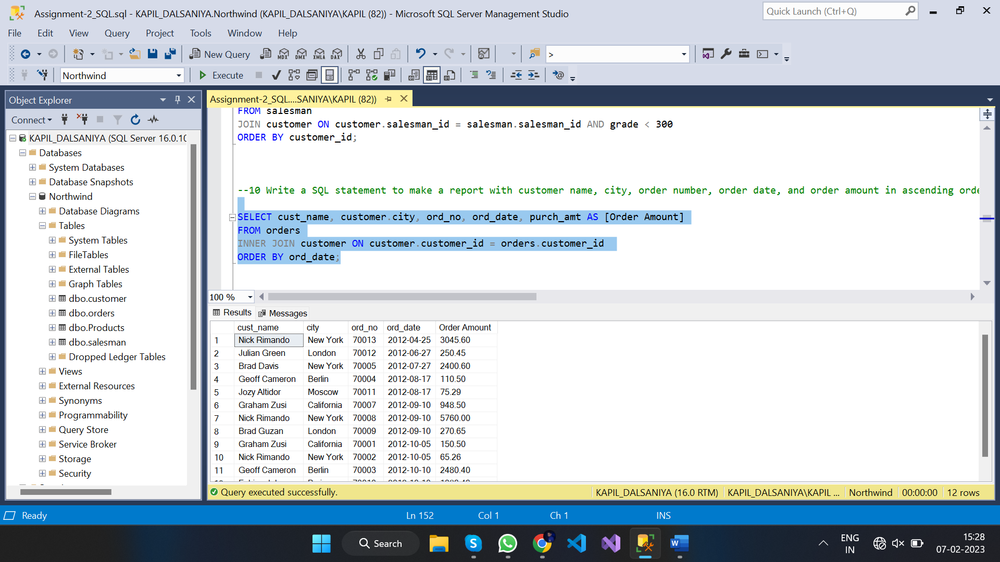 Assignment-2_SQL.sql - KAPIL_DALSANIYA.Northwind (KAPIL_DALSANIYA\KAPIL (82)) - Microsoft SQL Server Management Studio
Quick Launch (Ctrl+Q)
File Edit View Query Project Tools Window Help
New Query MDX DMX XMLA DAX >
Northwind Execute
Object Explorer
Connect
KAPIL_DALSANIYA (SQL Server 16.0.10
Databases
System Databases
Database Snapshots
Northwind
Database Diagrams
Tables
System Tables
FileTables
External Tables
Graph Tables
dbo.customer
dbo.orders
dbo.Products
dbo.salesman
Dropped Ledger Tables
Views
External Resources
Synonyms
Programmability
Query Store
Service Broker
Storage
Security
Assignment-2_SQL....SANIYA\KAPIL (82))
FROM salesman
JOIN customer ON customer.salesman_id = salesman.salesman_id AND grade < 300
ORDER BY customer_id;
--10 Write a SQL statement to make a report with customer name, city, order number, order date, and order amount in ascending orde
SELECT cust_name, customer.city, ord_no, ord_date, purch_amt AS [Order Amount]
FROM orders
INNER JOIN customer ON customer.customer_id = orders.customer_id
ORDER BY ord_date;
100 %
Results Messages
cust_name city ord_no ord_date Order Amount
1 Nick Rimando New York 70013 2012-04-25 3045.60
2 Julian Green London 70012 2012-06-27 250.45
3 Brad Davis New York 70005 2012-07-27 2400.60
4 Geoff Cameron Berlin 70004 2012-08-17 110.50
5 Jozy Altidor Moscow 70011 2012-08-17 75.29
6 Graham Zusi California 70007 2012-09-10 948.50
7 Nick Rimando New York 70008 2012-09-10 5760.00
8 Brad Guzan London 70009 2012-09-10 270.65
9 Graham Zusi California 70001 2012-10-05 150.50
10 Nick Rimando New York 70002 2012-10-05 65.26
11 Geoff Cameron Berlin 70003 2012-10-10 2480.40
Query executed successfully. KAPIL_DALSANIYA (16.0 RTM) KAPIL_DALSANIYA\KAPIL ... Northwind 00:00:00 12 rows
Ready Ln 152 Col 1 Ch 1 INS
Search
ENG
IN
15:28
07-02-2023